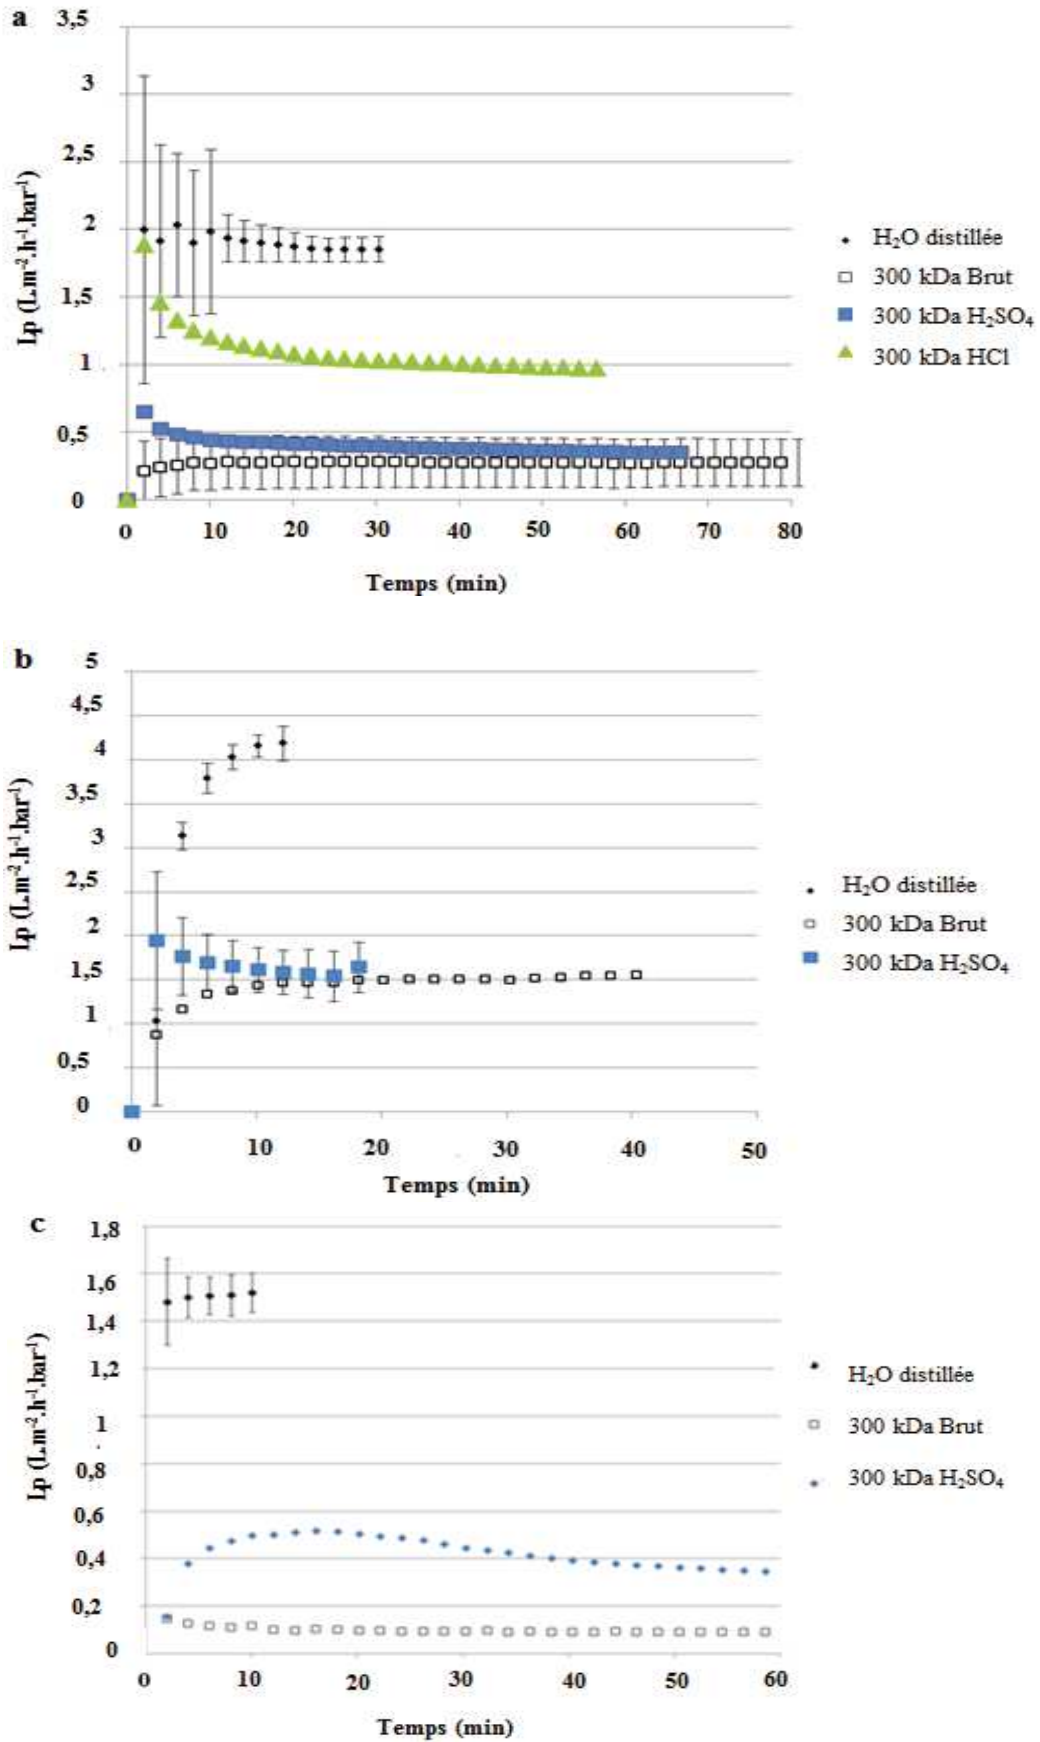 a
3,5
3
2,5
2
1,5
1
0,5
0
Lp (L.m⁻².h⁻¹.bar⁻¹)
0 10 20 30 40 50 60 70 80
Temps (min)
H₂O distillée
300 kDa Brut
300 kDa H₂SO₄
300 kDa HCl
b
5
4,5
4
3,5
3
2,5
2
1,5
1
0,5
0
Lp (L.m⁻².h⁻¹.bar⁻¹)
0 10 20 30 40 50
Temps (min)
H₂O distillée
300 kDa Brut
300 kDa H₂SO₄
c
1,8
1,6
1,4
1,2
1
0,8
0,6
0,4
0,2
0
Lp (L.m⁻².h⁻¹.bar⁻¹)
0 10 20 30 40 50 60
Temps (min)
H₂O distillée
300 kDa Brut
300 kDa H₂SO₄